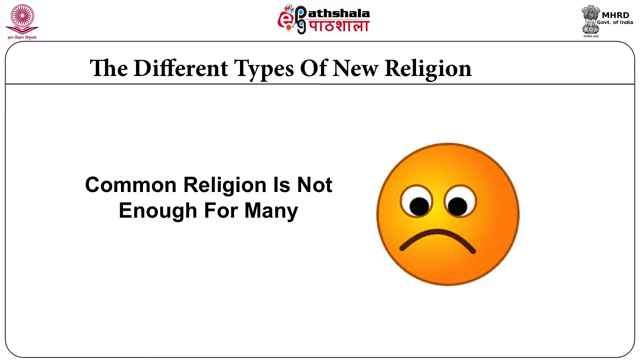 Pathshala
पाठशाला
MHRD
Govt. of India
The Different Types Of New Religion
Common Religion Is Not
Enough For Many